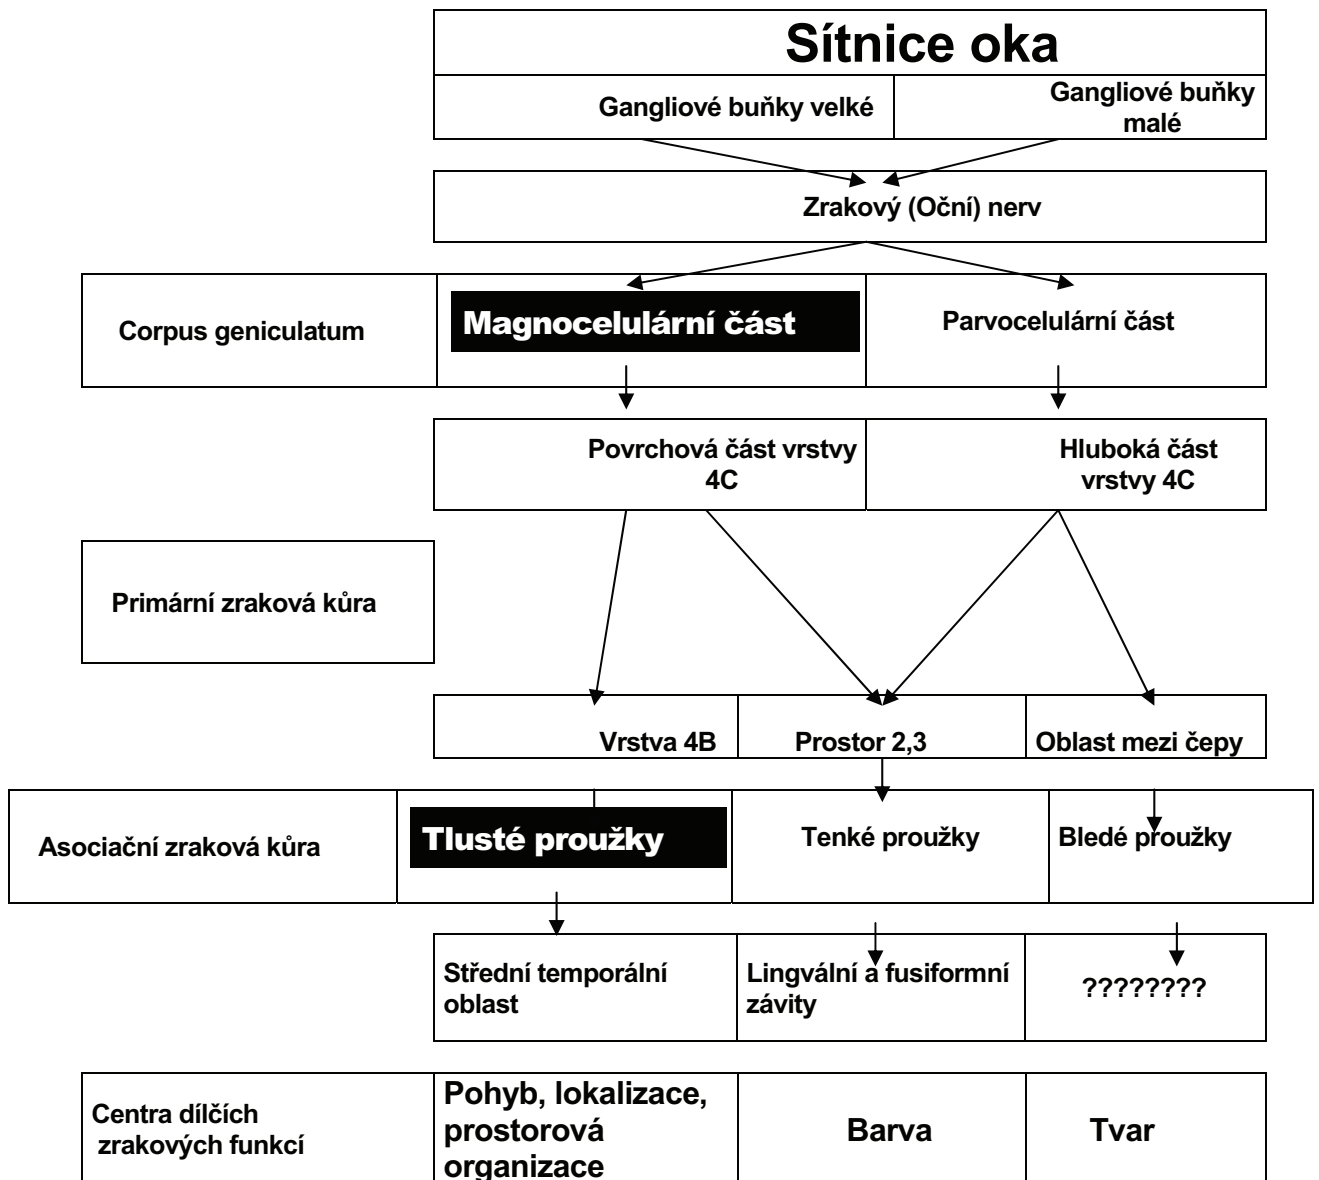 Sítnice oka
Gangliové buňky velké
Gangliové buňky
malé
Zrakový (Oční) nerv
Corpus geniculatum
Magnocelulární část
Parvocelulární část
Povrchová část vrstvy
4C
Hluboká část
vrstvy 4C
Primární zraková kůra
Vrstva 4B
Prostor 2,3
Oblast mezi čepy
Asociační zraková kůra
Tlusté proužky
Tenké proužky
Bledé proužky
Střední temporální
oblast
Lingvální a fusiformní
závity
????????
Centra dílčích
zrakových funkcí
Pohyb, lokalizace,
prostorová
organizace
Barva
Tvar